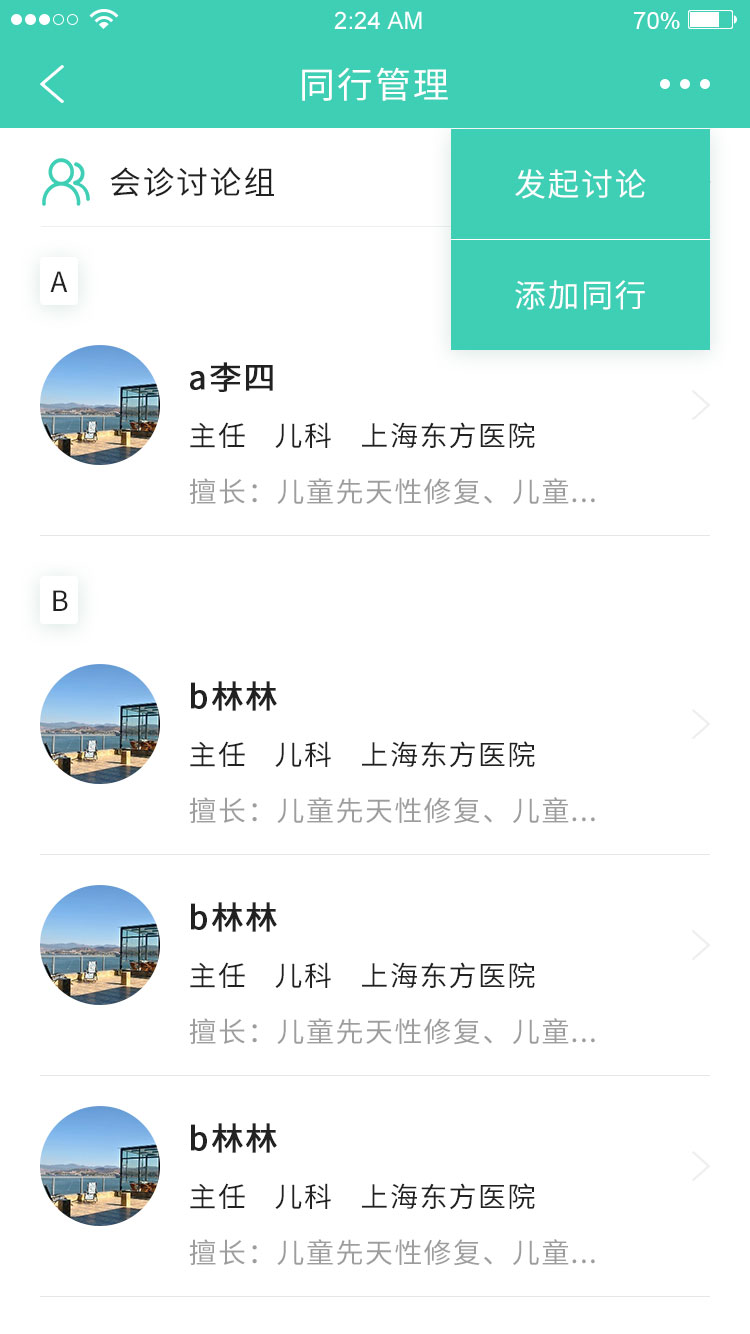 2:24 AM
70%
同行管理
会诊讨论组
发起讨论
添加同行
A
a李四
主任 儿科 上海东方医院
擅长：儿童先天性修复、儿童...
B
b林林
主任 儿科 上海东方医院
擅长：儿童先天性修复、儿童...
b林林
主任 儿科 上海东方医院
擅长：儿童先天性修复、儿童...
b林林
主任 儿科 上海东方医院
擅长：儿童先天性修复、儿童...